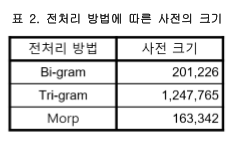 표 2. 전처리 방법에 따른 사전의 크기
전처리 방법 사전 크기
Bi-gram 201,226
Tri-gram 1,247,765
Morp 163,342